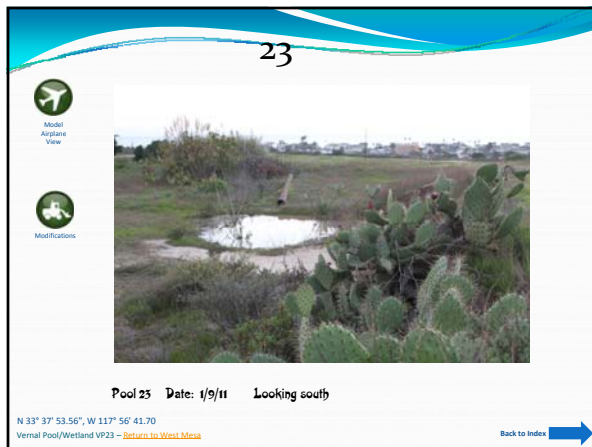 23
Model
Airplane
View
Modifications
Pool 23 Date: 1/9/11 Looking south
N 33° 37' 53.56", W 117° 56' 41.70
Vernal Pool/Wetland VP23 – Return to West Mesa
Back to Index